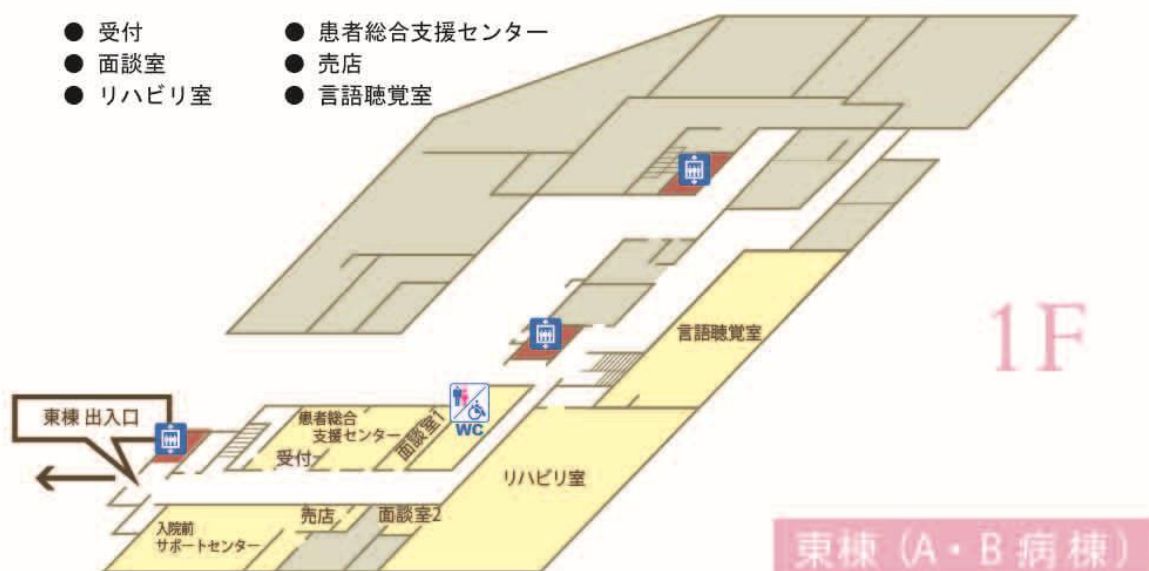 ● 受付
● 患者総合支援センター
● 面談室
● 売店
● リハビリ室
● 言語聴覚室
1F
言語聴覚室
東棟 出入口
患者総合
支援センター
面談室1
WC
受付
リハビリ室
売店
面談室2
入院前
サポートセンター
東棟(A・B病棟)